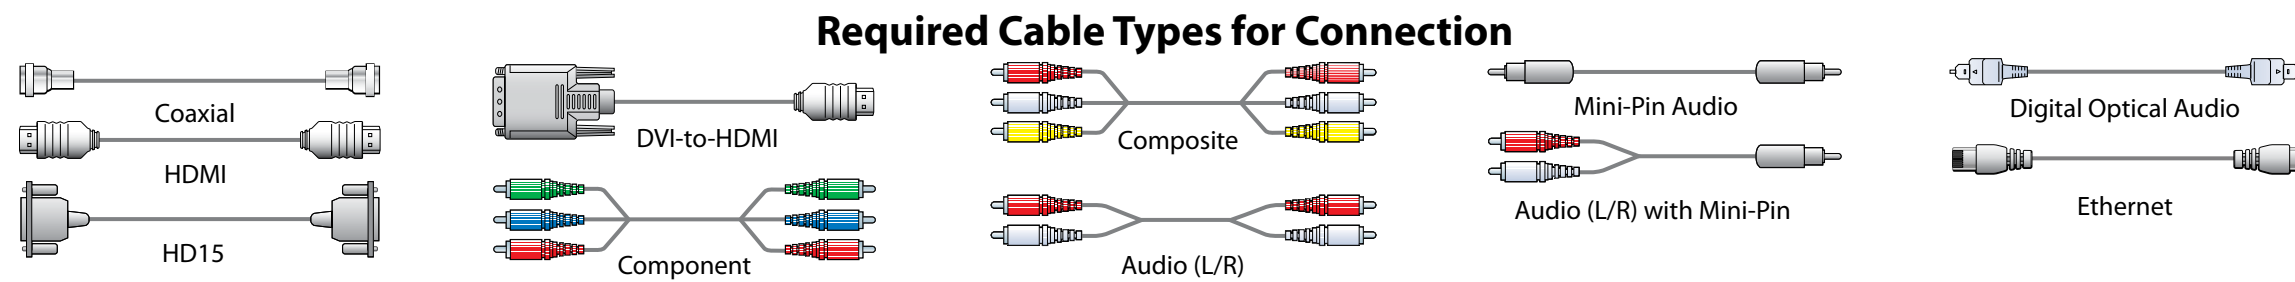 Required Cable Types for Connection
Coaxial
HDMI
HD15
DVI-to-HDMI
Component
Composite
Audio (L/R)
Mini-Pin Audio
Audio (L/R) with Mini-Pin
Digital Optical Audio
Ethernet